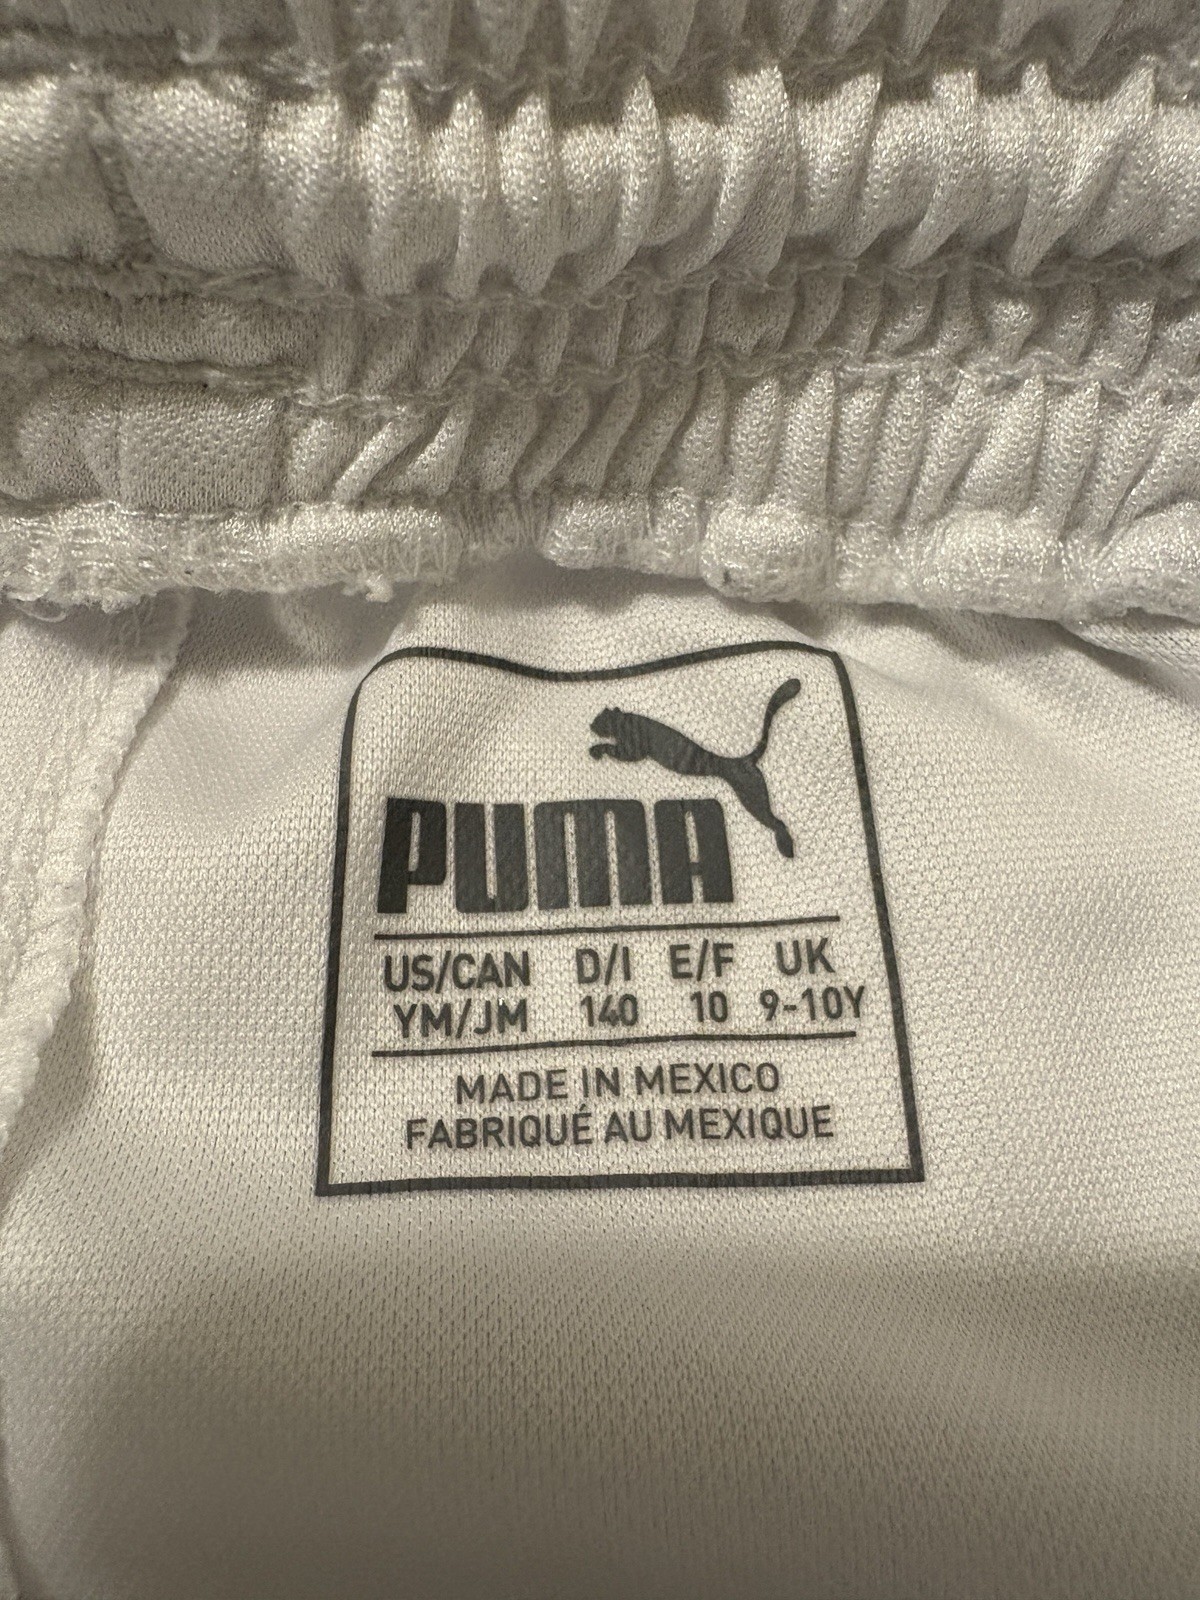 PUMA
US/CAN D/I E/F UK
YM/JM 140 10 9-10Y
MADE IN MEXICO
FABRIQUÉ AU MEXIQUE